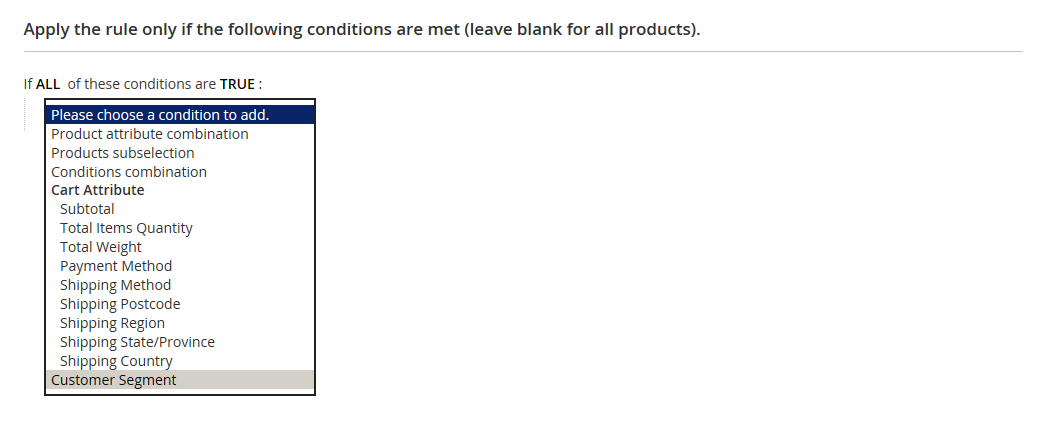 Apply the rule only if the following conditions are met (leave blank for all products).
If ALL of these conditions are TRUE :
Please choose a condition to add.
Product attribute combination
Products subselection
Conditions combination
Cart Attribute
Subtotal
Total Items Quantity
Total Weight
Payment Method
Shipping Method
Shipping Postcode
Shipping Region
Shipping State/Province
Shipping Country
Customer Segment